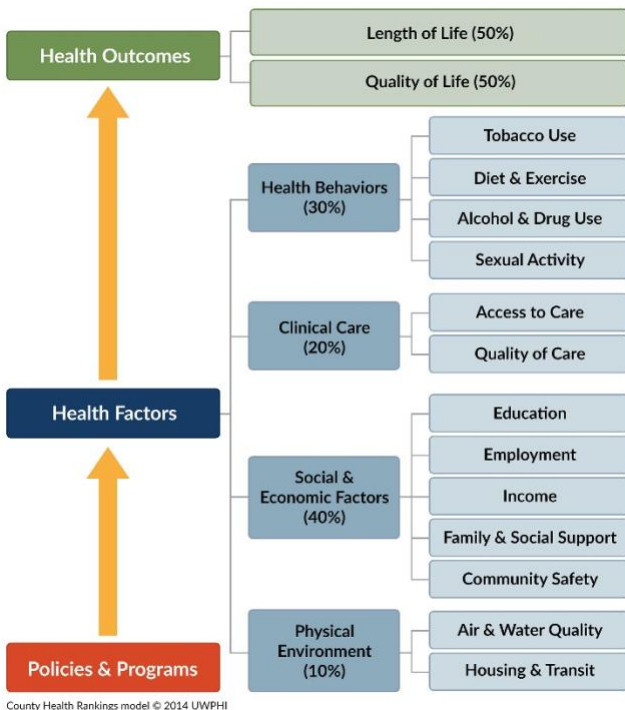 Health Outcomes
Length of Life (50%)
Quality of Life (50%)
Health Factors
Health Behaviors
(30%)
Tobacco Use
Diet & Exercise
Alcohol & Drug Use
Sexual Activity
Clinical Care
(20%)
Access to Care
Quality of Care
Social &
Economic Factors
(40%)
Education
Employment
Income
Family & Social Support
Community Safety
Physical
Environment
(10%)
Air & Water Quality
Housing & Transit
Policies & Programs
County Health Rankings model © 2014 UWPHI